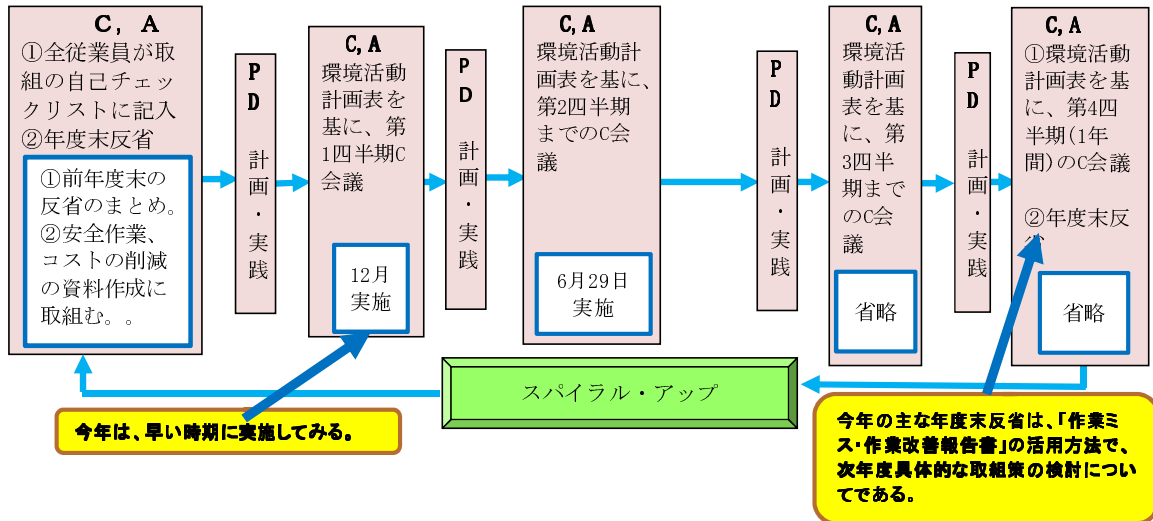 C, A
①全従業員が取
組の自己チェッ
クリストに記入
②年度末反省
①前年度末の
反省のまとめ。
②安全作業、
コストの削減
の資料作成に
取組む。。
PD 計画・実践
C,A
環境活動
計画表を
基に、第
1四半期C
会議
12月
実施
PD 計画・実践
C,A
環境活動計
画表を基に、
第2四半期
までのC会
議
6月29日
実施
PD 計画・実践
C,A
環境活
動計画
表を基
に、第
3四半
期まで
のC会
議
省略
PD 計画・実践
C,A
①環境活動
計画表を基
に、第4四
半期(1年
間)のC会議
②年度末反
省略
スパイラル・アップ
今年は、早い時期に実施してみる。
今年の主な年度末反省は、「作業ミ
ス・作業改善報告書」の活用方法で、
次年度具体的な取組策の検討につい
てである。